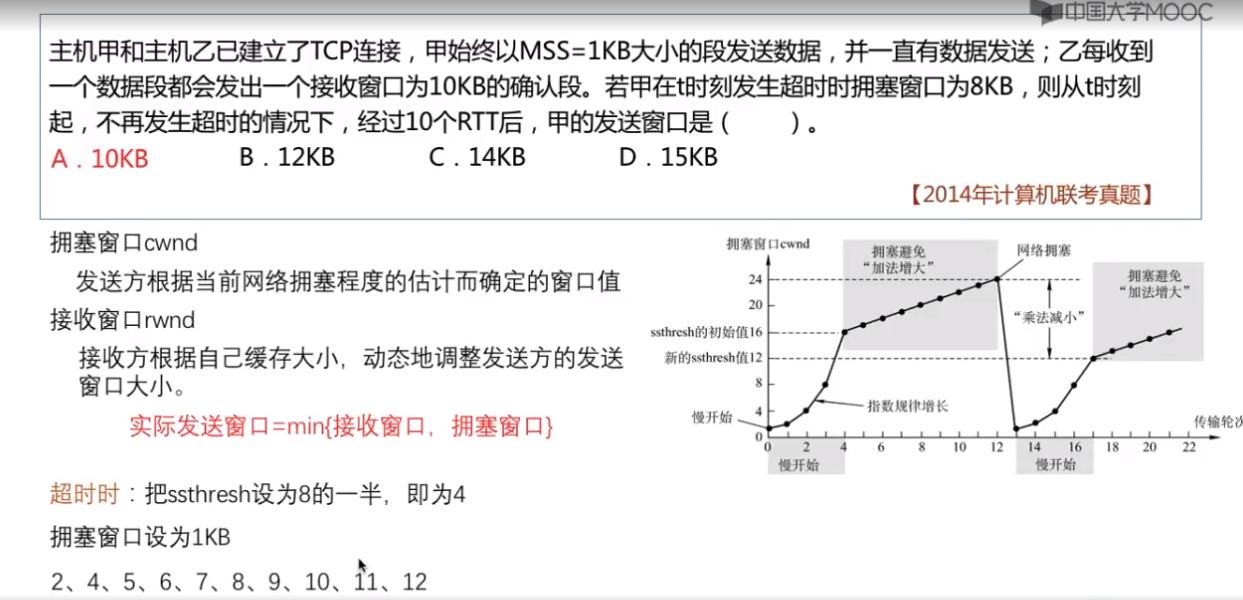 中国大学MOOC
主机甲和主机乙已建立了TCP连接，甲始终以MSS=1KB大小的段发送数据，并一直有数据发送；乙每收到
一个数据段都会发出一个接收窗口为10KB的确认段。若甲在t时刻发生超时时拥塞窗口为8KB，则从t时刻
起，不再发生超时的情况下，经过10个RTT后，甲的发送窗口是（　　）。
A．10KB B．12KB C．14KB D．15KB
【2014年计算机联考真题】
拥塞窗口cwnd
发送方根据当前网络拥塞程度的估计而确定的窗口值
接收窗口rwnd
接收方根据自己缓存大小，动态地调整发送方的发送
窗口大小。
实际发送窗口=min{接收窗口，拥塞窗口}
超时时：把ssthresh设为8的一半，即为4
拥塞窗口设为1KB
2、4、5、6、7、8、9、10、11、12
拥塞窗口cwnd
拥塞避免
“加法增大”
网络拥塞
拥塞避免
“加法增大”
24
20
“乘法减小”
ssthresh的初始值16
新的ssthresh值12
8
指数规律增长
4
慢开始
传输轮次
0
0 2 4 6 8 10 12 14 16 18 20 22
慢开始 慢开始